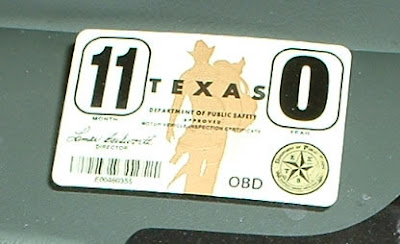 11 TEXAS 0
DEPARTMENT OF PUBLIC SAFETY
APPROVED
MOTOR VEHICLE INSPECTION CERTIFICATE
MONTH YEAR
DIRECTOR
OBD